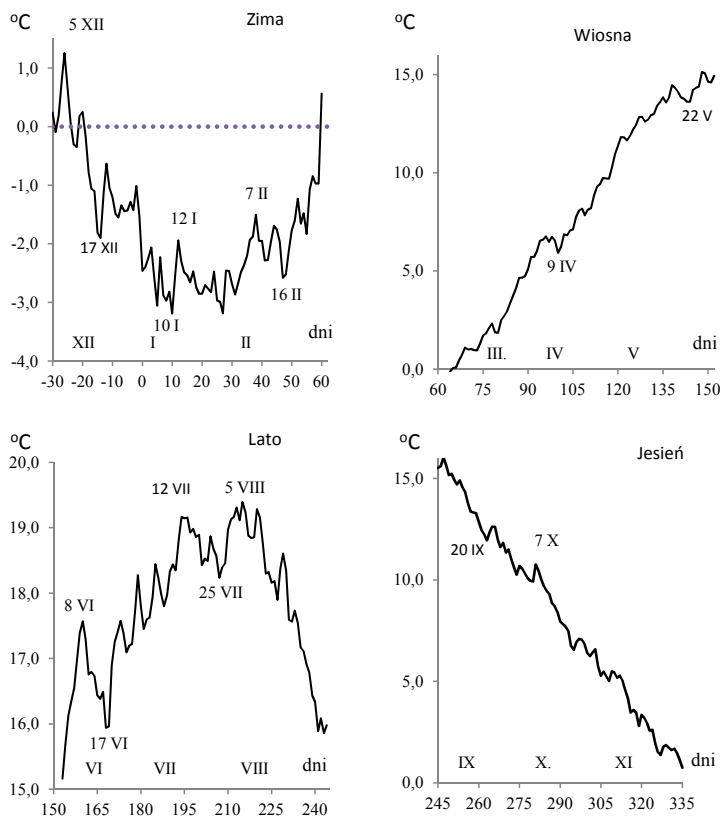 °C
Zima
5 XII
1,0
0,0
-1,0
-2,0
-3,0
-4,0
17 XII
12 I
10 I
7 II
16 II
XII
I
II
dni
-30 -20 -10 0 10 20 30 40 50 60
°C
Wiosna
15,0
10,0
5,0
0,0
22 V
9 IV
III.
IV
V
dni
60 75 90 105 120 135 150
°C
Lato
20,0
19,0
18,0
17,0
16,0
15,0
12 VII
5 VIII
8 VI
25 VII
17 VI
VI
VII
VIII
dni
150 165 180 195 210 225 240
°C
Jesień
15,0
10,0
5,0
0,0
20 IX
7 X
IX
X.
XI
dni
245 260 275 290 305 320 335